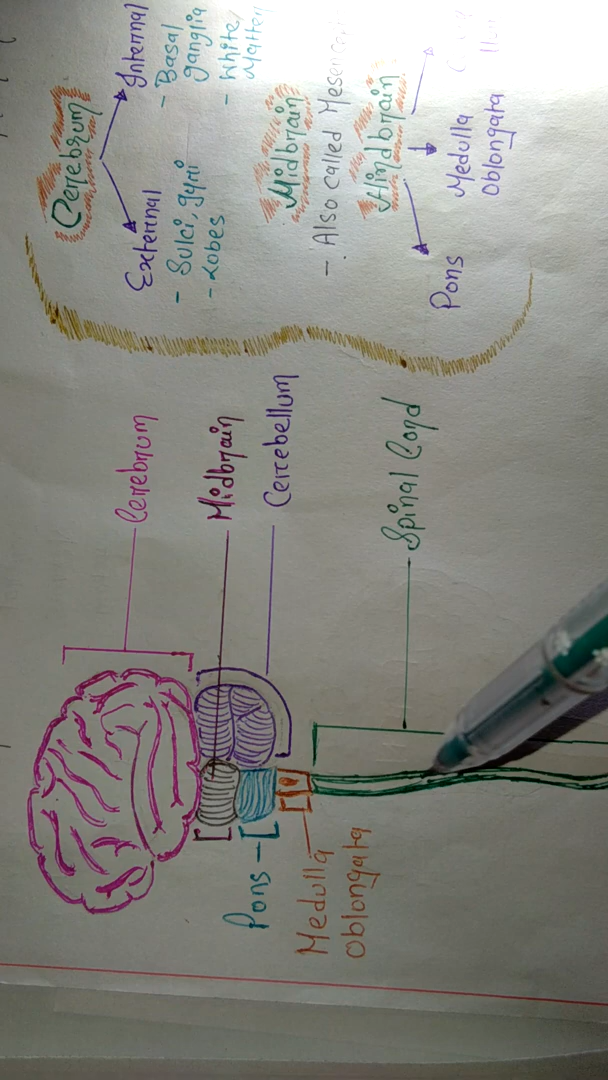 Cerebrum
Midbrain
Cerebellum
Spinal Cord
Pons
Medulla
Oblongata
Cerebrum
External
- Sulci, gyri
- Lobes
Internal
- Basal
ganglia
- White
Matter
Midbrain
- Also called
Hindbrain
Pons
Medulla
Oblongata